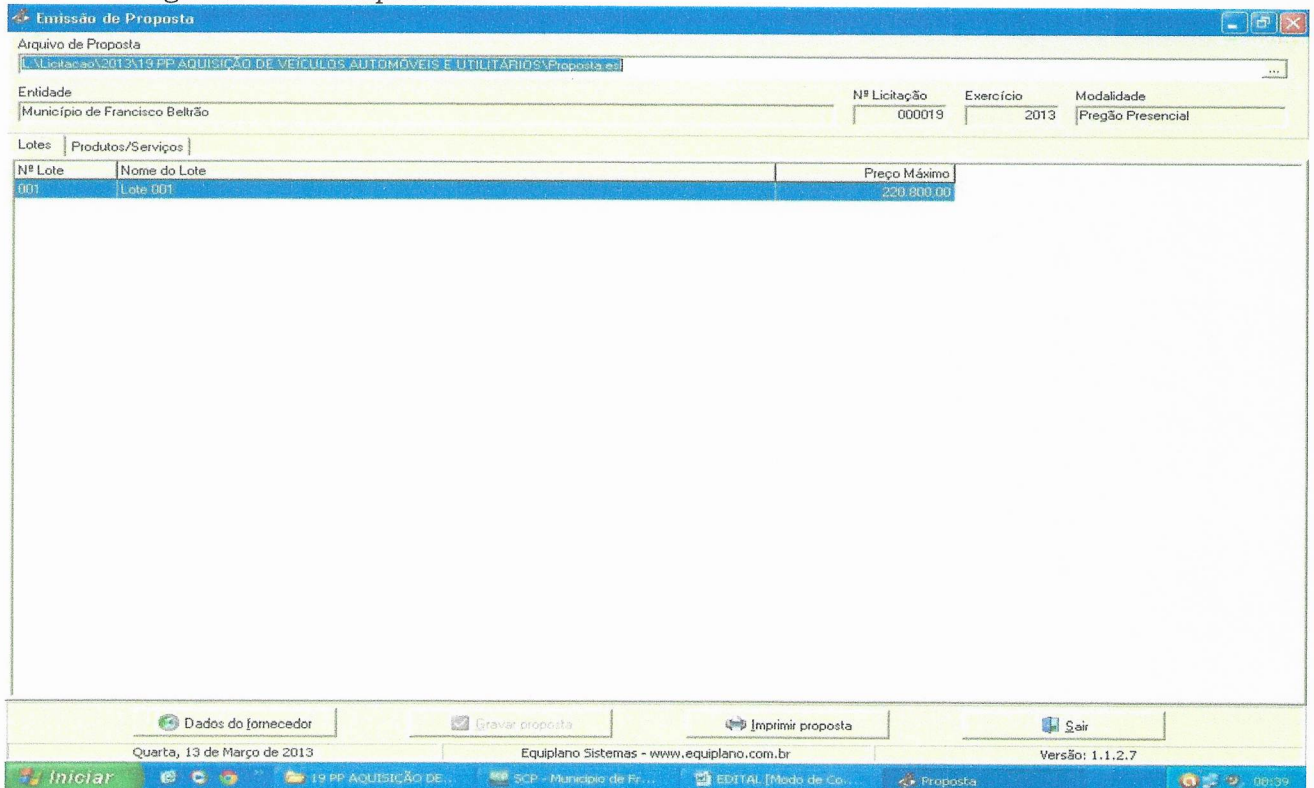 Emissão de Proposta
Arquivo de Proposta
L:\Licitacao\2013\19 PP AQUISIÇÃO DE VEÍCULOS AUTOMÓVEIS E UTILITÁRIOS\Proposta.esl
...
Entidade Nº Licitação Exercício Modalidade
Município de Francisco Beltrão 000019 2013 Pregão Presencial
Lotes Produtos/Serviços
Nº Lote Nome do Lote Preço Máximo
001 Lote 001 220.800,00
Dados do fornecedor Gravar proposta Imprimir proposta Sair
Quarta, 13 de Março de 2013 Equiplano Sistemas - www.equiplano.com.br Versão: 1.1.2.7
Iniciar 19 PP AQUISIÇÃO DE... SCP - Município de Fr... EDITAL [Modo de Co... Proposta 08:39